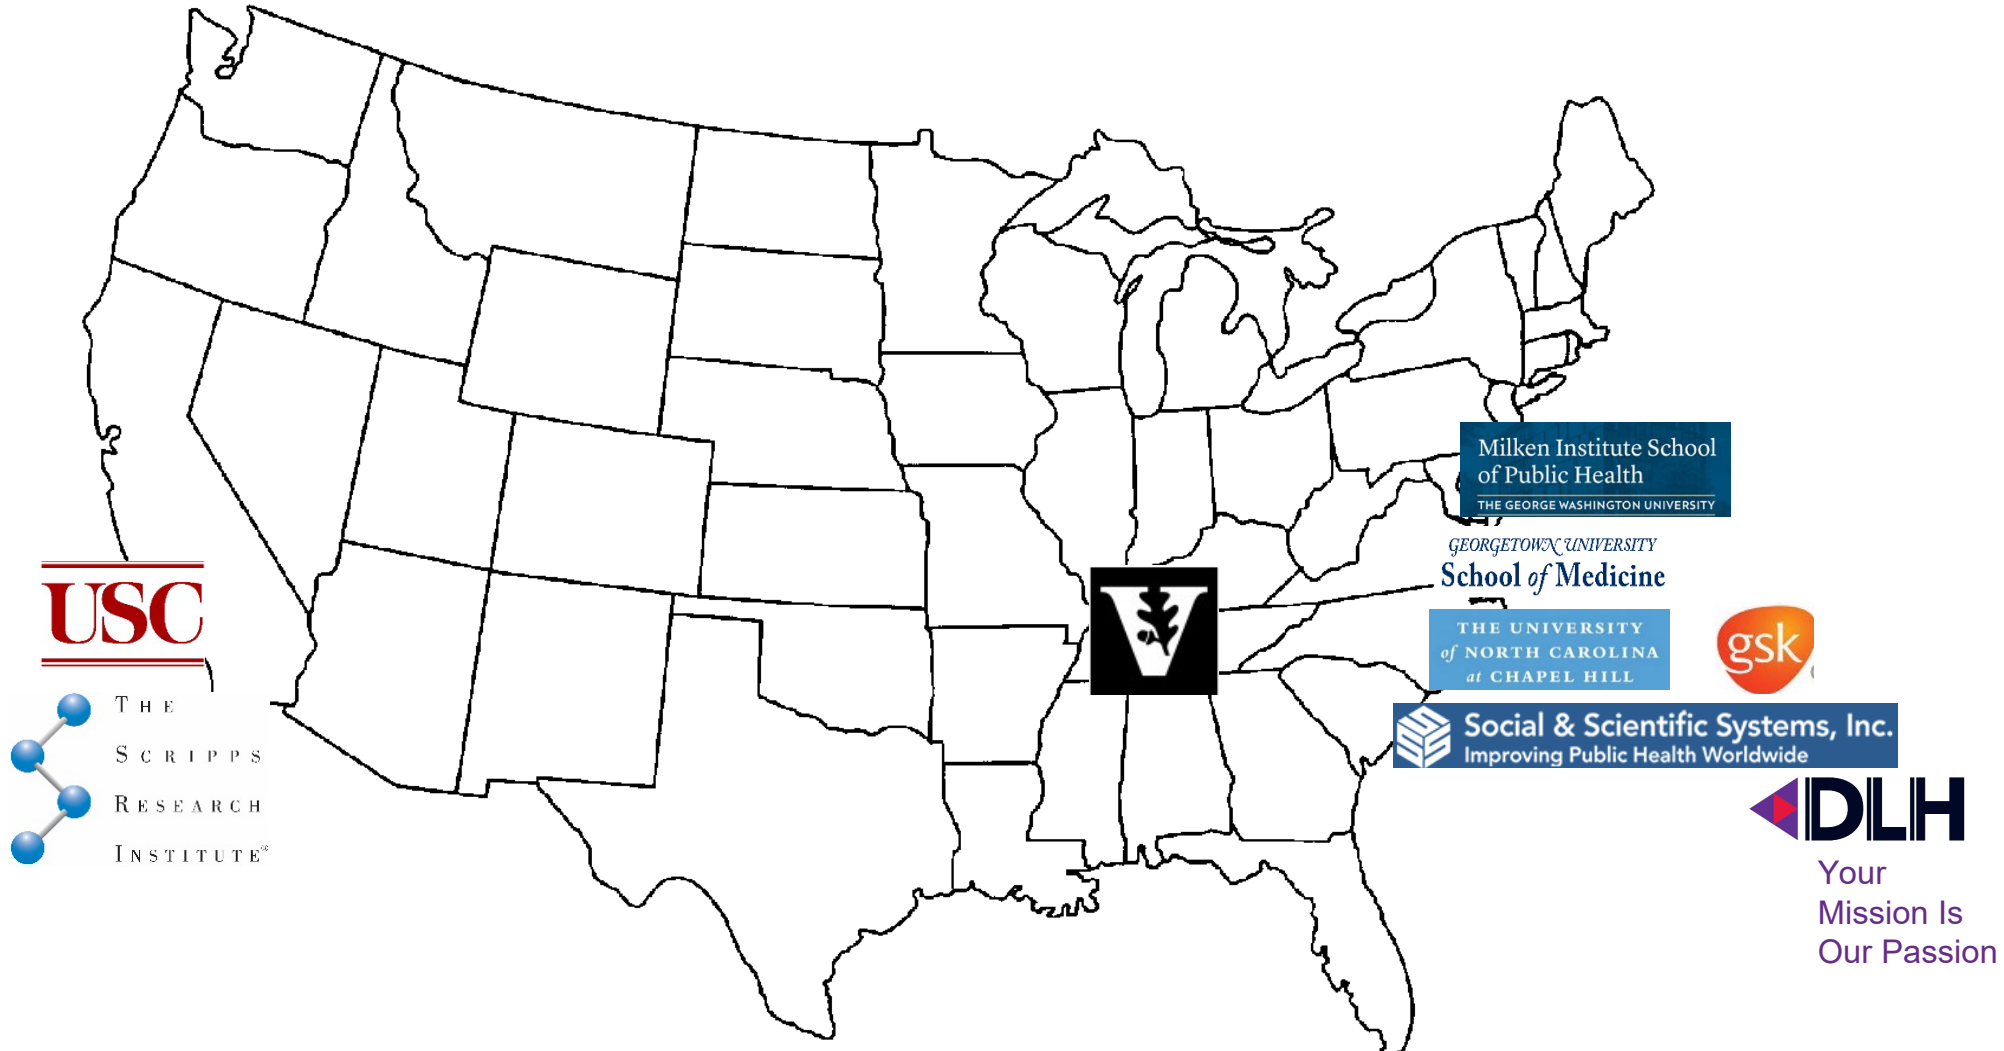 Milken Institute School
of Public Health
THE GEORGE WASHINGTON UNIVERSITY
GEORGETOWN UNIVERSITY
School of Medicine
USC
V
THE UNIVERSITY
of NORTH CAROLINA
at CHAPEL HILL
gsk
THE
SCRIPPS
RESEARCH
INSTITUTE®
Social & Scientific Systems, Inc.
Improving Public Health Worldwide
DLH
Your
Mission Is
Our Passion